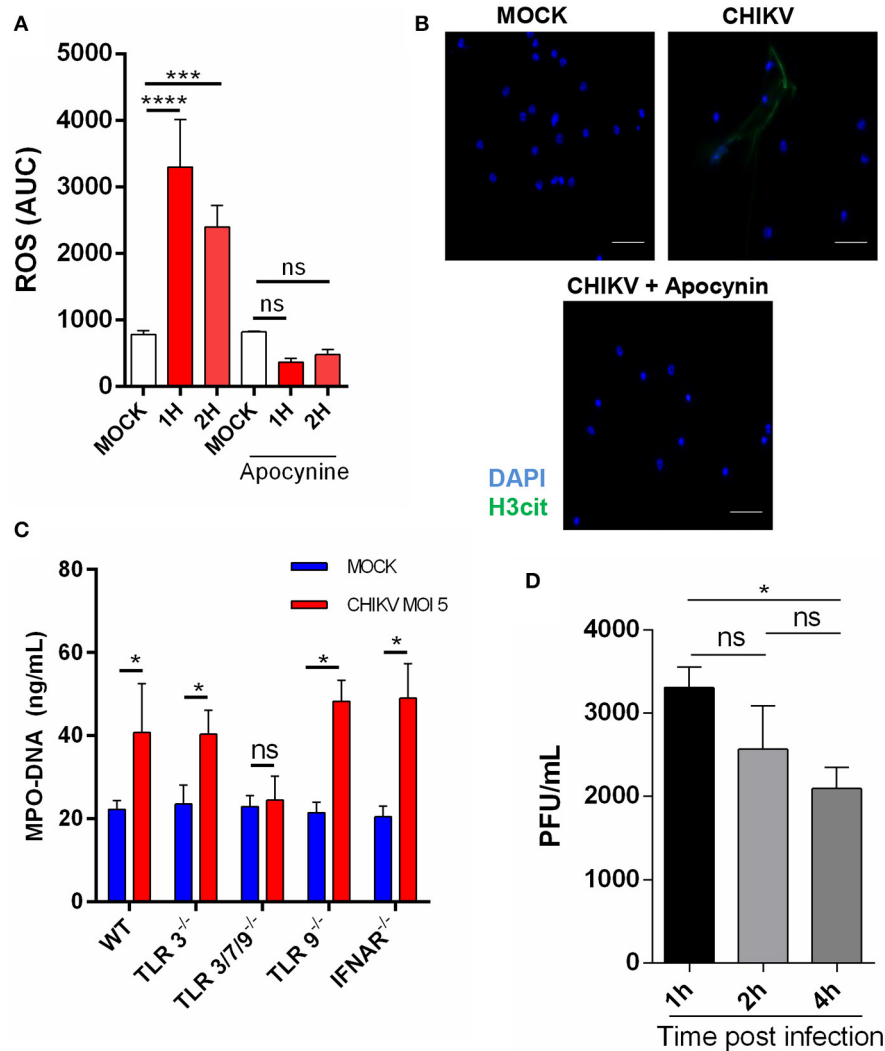 A
ROS (AUC)
5000
4000
3000
2000
1000
0
***
****
ns
ns
MOCK
1H
2H
MOCK
1H
2H
Apocynine
B
MOCK
CHIKV
CHIKV + Apocynin
DAPI
H3cit
C
MPO-DNA (ng/mL)
80
60
40
20
0
MOCK
CHIKV MOI 5
*
*
ns
*
*
WT
TLR 3-/-
TLR 3/7/9-/-
TLR 9-/-
IFNAR-/-
D
PFU/mL
4000
3000
2000
1000
0
*
ns
ns
1h
2h
4h
Time post infection